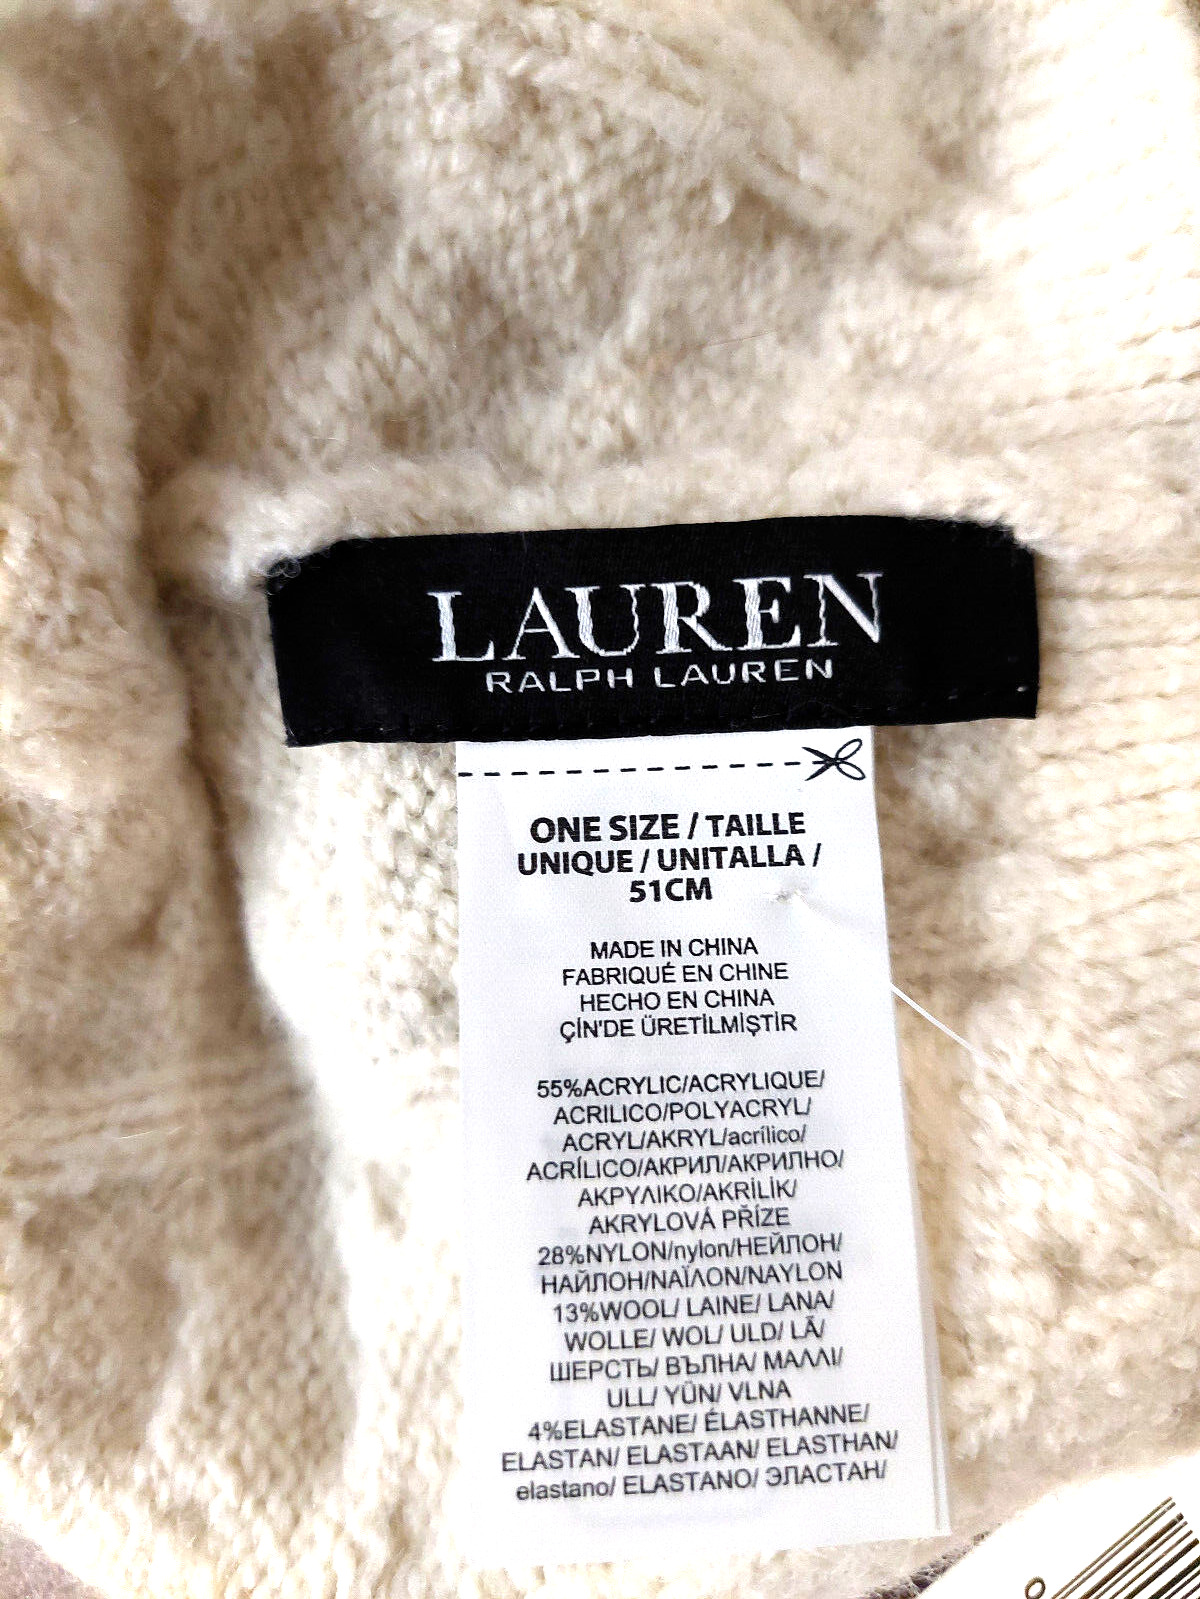 LAUREN
RALPH LAUREN
ONE SIZE / TAILLE
UNIQUE / UNITALLA /
51CM
MADE IN CHINA
FABRIQUÉ EN CHINE
HECHO EN CHINA
ÇİN'DE ÜRETİLMİŞTİR
55%ACRYLIC/ACRYLIQUE/
ACRILICO/POLYACRYL/
ACRYL/AKRYL/acrílico/
ACRÍLICO/АКРИЛ/АКРИЛНО/
ΑΚΡΥΛΙΚΟ/AKRİLİK/
AKRYLOVÁ PŘÍZE
28%NYLON/nylon/НЕЙЛОН/
НАЙЛОН/ΝΑΪΛΟΝ/NAYLON
13%WOOL/ LAINE/ LANA/
WOLLE/ WOL/ ULD/ LÃ/
ШЕРСТЬ/ ВЪЛНА/ ΜΑΛΛΙ/
ULL/ YÜN/ VLNA
4%ELASTANE/ ÉLASTHANNE/
ELASTAN/ ELASTAAN/ ELASTHAN/
elastano/ ELASTANO/ ЭЛАСТАН/